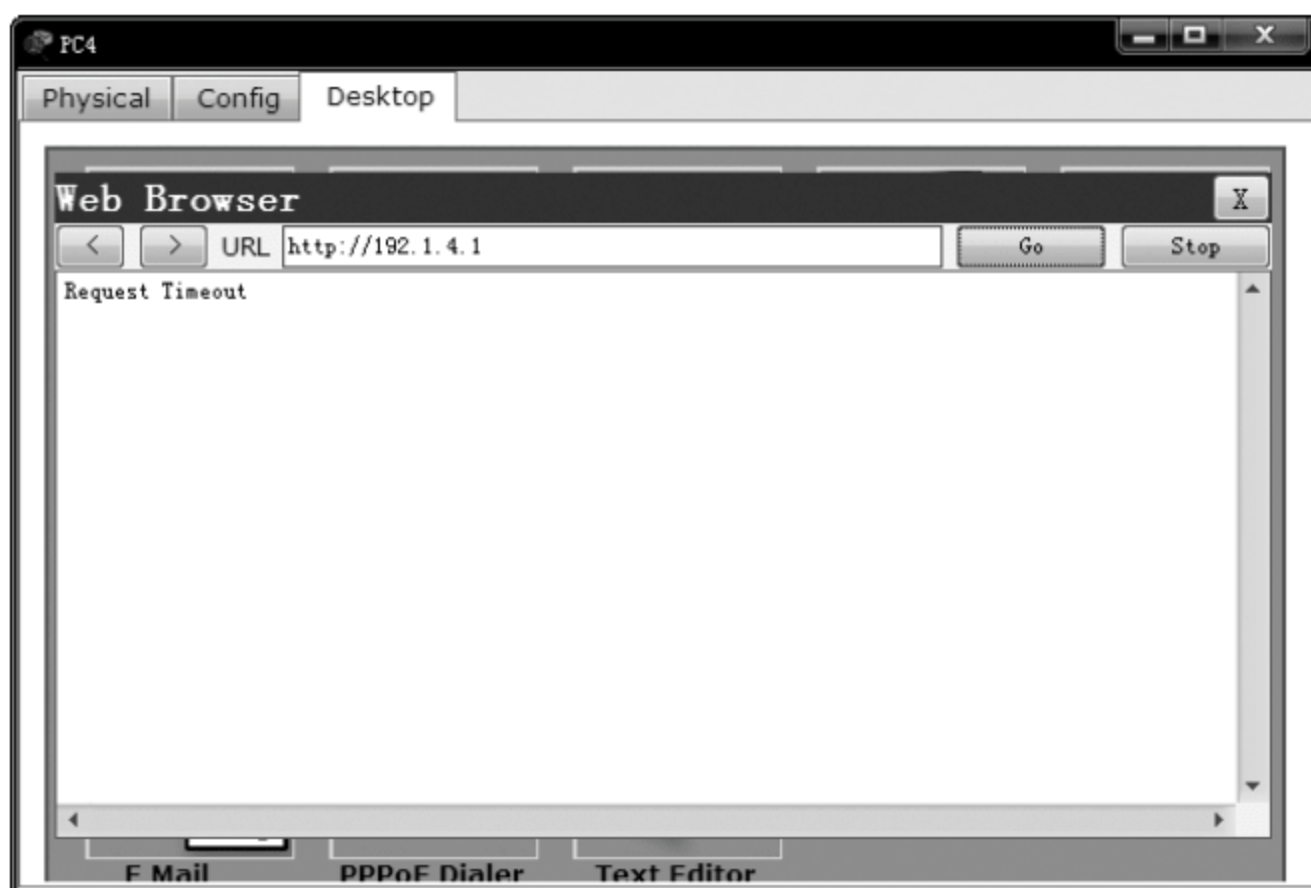 PC4
Physical Config Desktop
Web Browser X
< > URL http://192.1.4.1 Go Stop
Request Timeout
E Mail PPPoE Dialer Text Editor